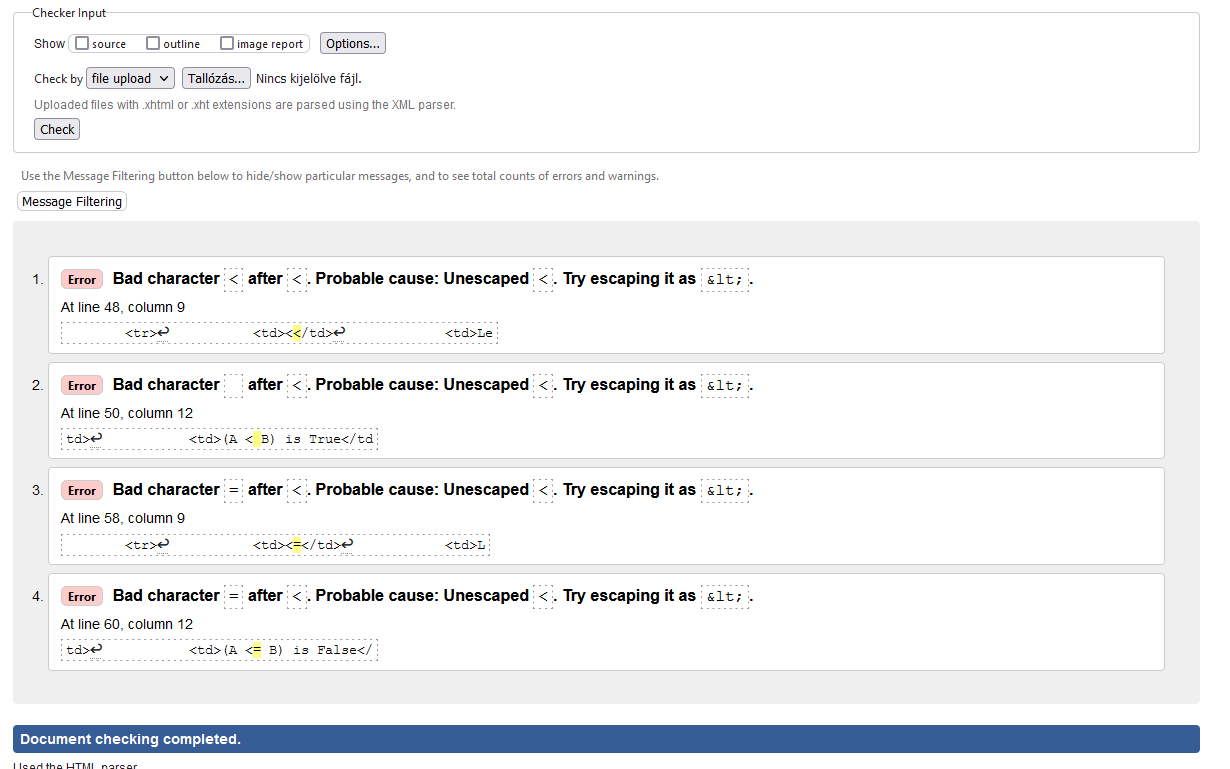 Checker Input
Show source outline image report Options...
Check by file upload Tallózás... Nincs kijelölve fájl.
Uploaded files with .xhtml or .xht extensions are parsed using the XML parser.
Check
Use the Message Filtering button below to hide/show particular messages, and to see total counts of errors and warnings.
Message Filtering
1. Error Bad character < after <. Probable cause: Unescaped <. Try escaping it as &lt;.
At line 48, column 9
<tr>↩ <td><</td>↩ <td>Le
2. Error Bad character   after <. Probable cause: Unescaped <. Try escaping it as &lt;.
At line 50, column 12
td>↩ <td>(A < B) is True</td
3. Error Bad character = after <. Probable cause: Unescaped <. Try escaping it as &lt;.
At line 58, column 9
<tr>↩ <td><=</td>↩ <td>L
4. Error Bad character = after <. Probable cause: Unescaped <. Try escaping it as &lt;.
At line 60, column 12
td>↩ <td>(A <= B) is False</
Document checking completed.
Used the HTML parser